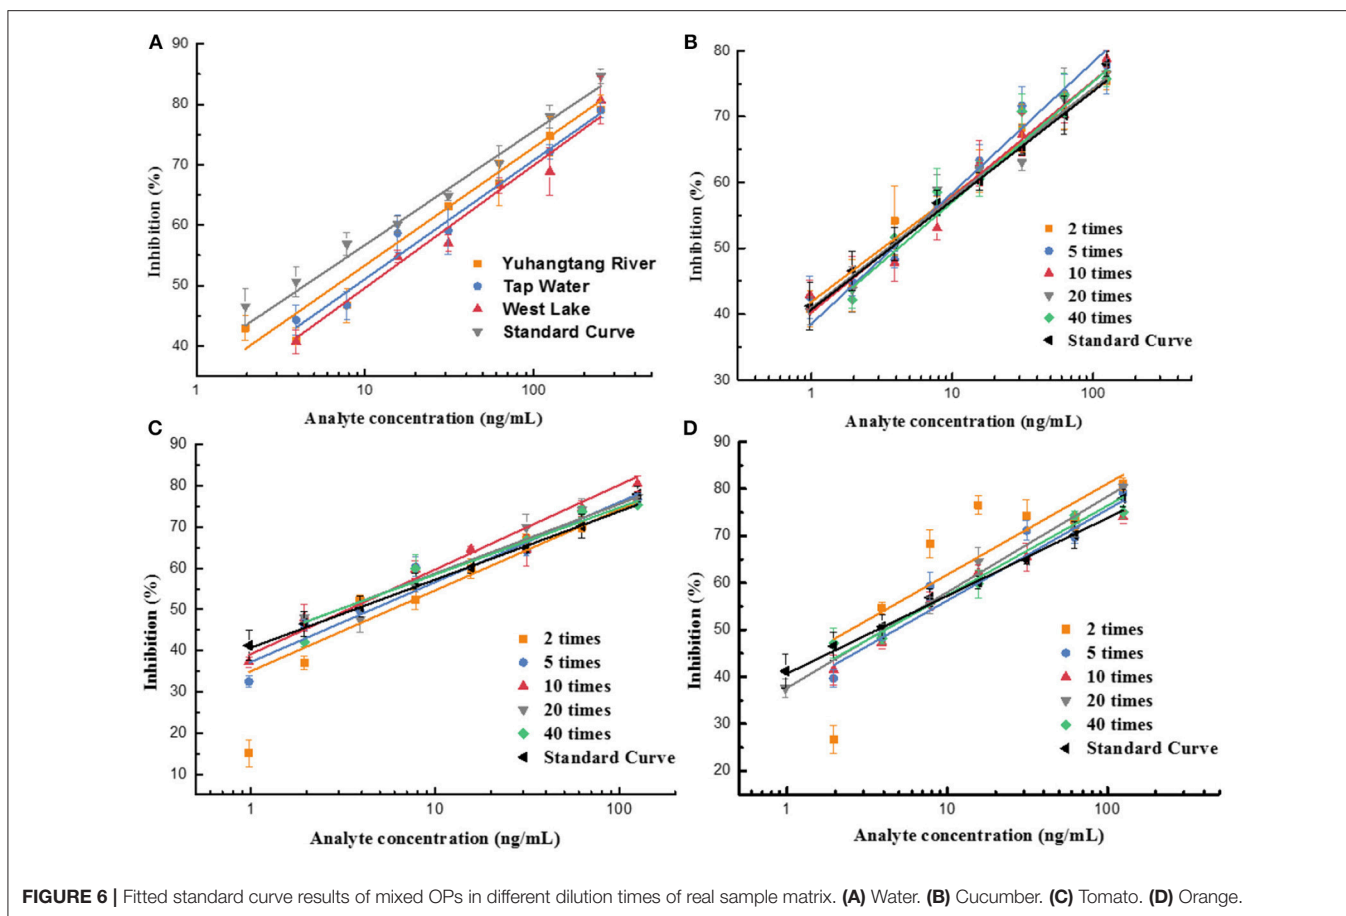 A
90
80
70
60
50
40
Inhibition (%)
Yuhangtang River
Tap Water
West Lake
Standard Curve
1
10
100
Analyte concentration (ng/mL)
B
80
70
60
50
40
30
Inhibition (%)
2 times
5 times
10 times
20 times
40 times
Standard Curve
1
10
100
Analyte concentration (ng/mL)
C
90
80
70
60
50
40
30
20
10
Inhibition (%)
2 times
5 times
10 times
20 times
40 times
Standard Curve
1
10
100
Analyte concentration (ng/mL)
D
90
80
70
60
50
40
30
20
Inhibition (%)
2 times
5 times
10 times
20 times
40 times
Standard Curve
1
10
100
Analyte concentration (ng/mL)
FIGURE 6 | Fitted standard curve results of mixed OPs in different dilution times of real sample matrix. (A) Water. (B) Cucumber. (C) Tomato. (D) Orange.